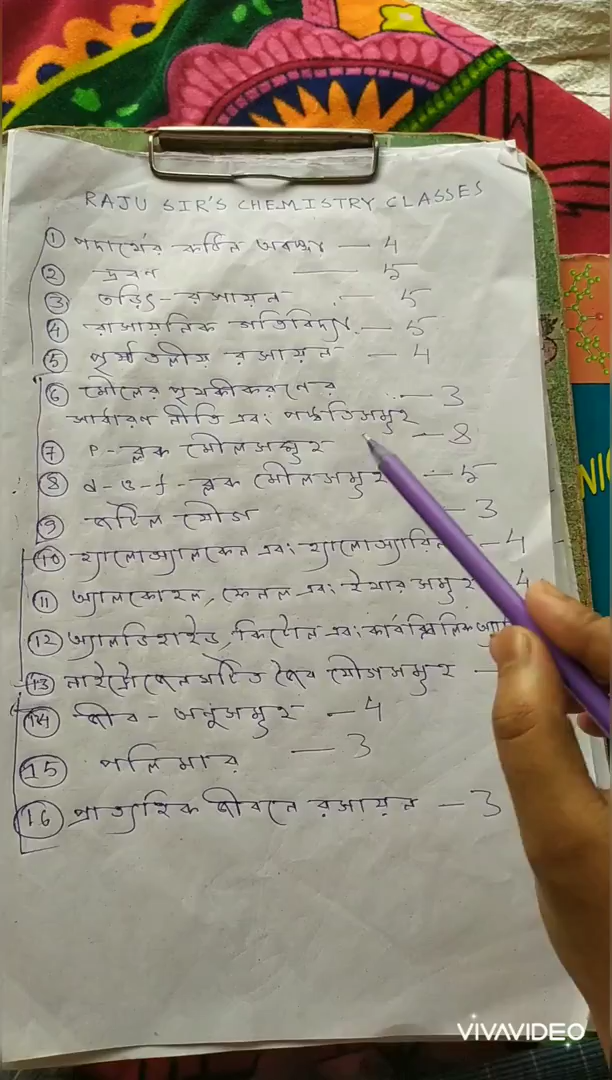 RAJU SIR'S CHEMISTRY CLASSES
① পদার্থের কঠিন অবস্থা — 4
② দ্রবণ — 5
③ তড়িৎ-রসায়ন — 5
④ রাসায়নিক গতিবিদ্যা — 5
⑤ পৃষ্ঠতলীয় রসায়ন — 4
⑥ মৌলের পৃথকীকরণের — 3
সাধারণ নীতি এবং পদ্ধতিসমূহ
⑦ P-ব্লক মৌলসমূহ — 8
⑧ d-ও-f-ব্লক মৌলসমূহ — 5
⑨ জটিল যৌগ — 3
⑩ হ্যালোঅ্যালকেন এবং হ্যালোঅ্যারিন — 4
⑪ অ্যালকোহল, ফেনল এবং ইথার সমূহ 4
⑫ অ্যালডিহাইড, কিটোন এবং কার্বক্সিলিক
⑬ নাইট্রোজেনঘটিত জৈব যৌগসমূহ —
⑭ জীব-অনুসমূহ — 4
⑮ পলিমার — 3
⑯ প্রাত্যহিক জীবনে রসায়ন — 3
VIVAVIDEO